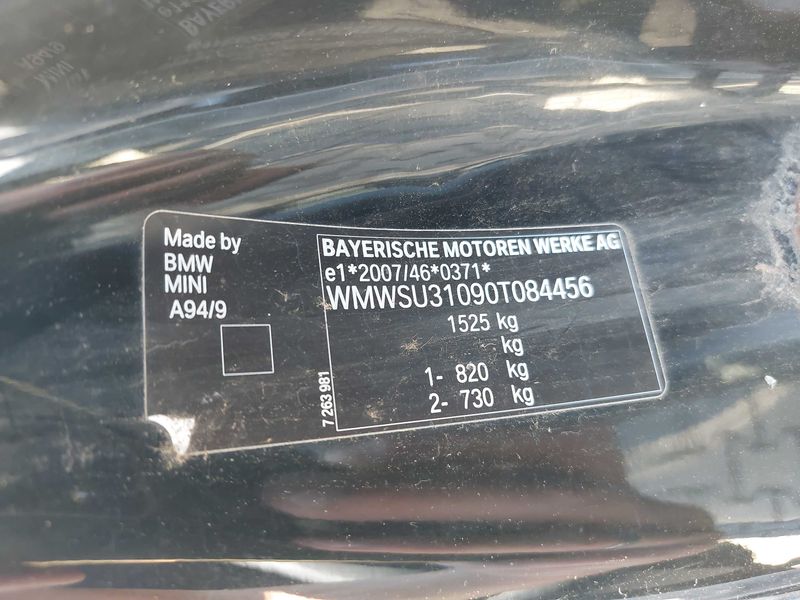 Made by
BMW
MINI
A94/9
BAYERISCHE MOTOREN WERKE AG
e1*2007/46*0371*
WMWSU31090T084456
1525 kg
kg
1- 820 kg
2- 730 kg
7 263 981